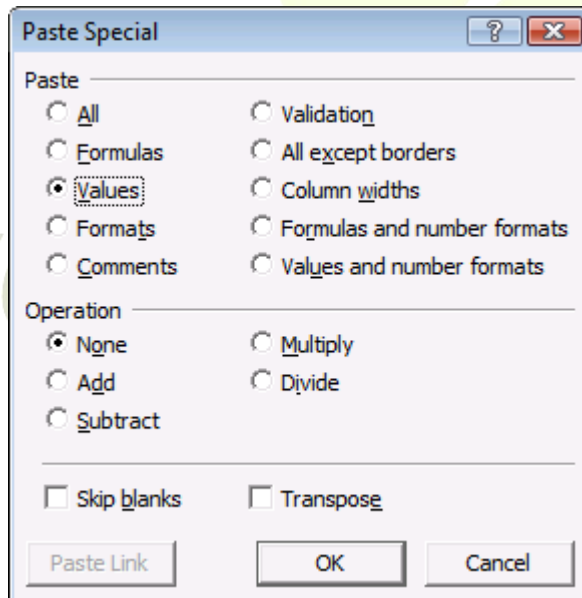 Paste Special
Paste
All
Validation
Formulas
All except borders
Values
Column widths
Formats
Formulas and number formats
Comments
Values and number formats
Operation
None
Multiply
Add
Divide
Subtract
Skip blanks
Transpose
Paste Link
OK
Cancel